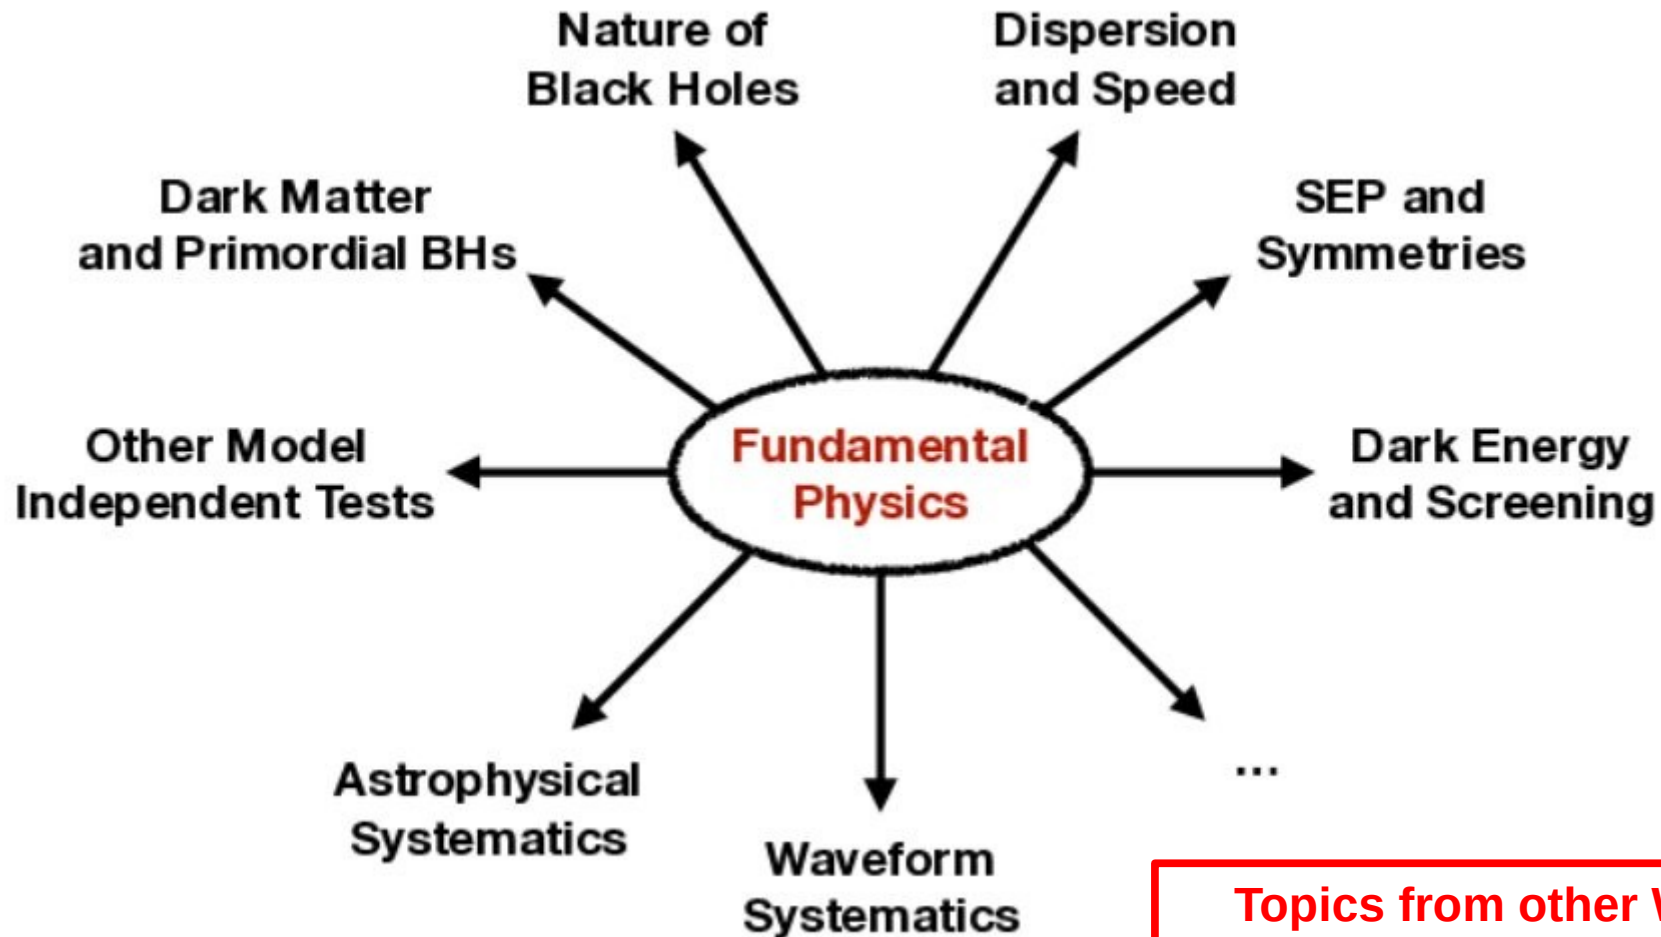 Nature of
Black Holes
Dispersion
and Speed
Dark Matter
and Primordial BHs
SEP and
Symmetries
Other Model
Independent Tests
Fundamental
Physics
Dark Energy
and Screening
Astrophysical
Systematics
...
Waveform
Systematics
Topics from other